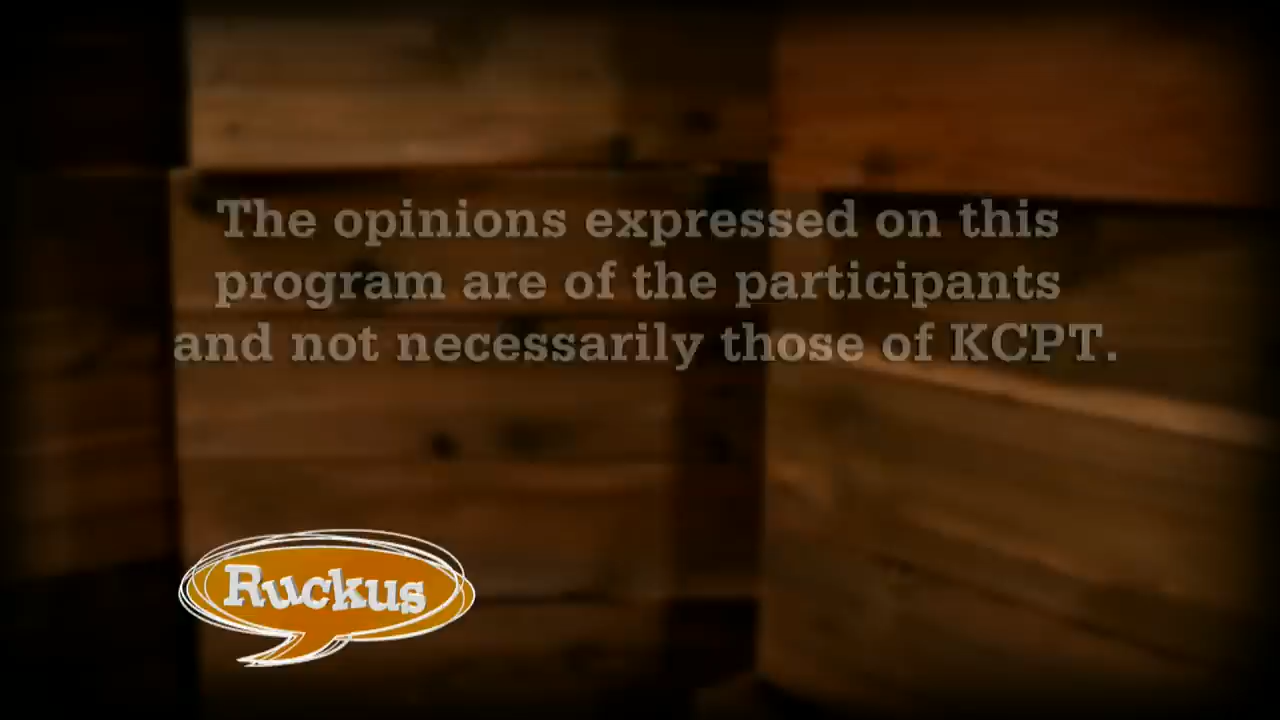 The opinions expressed on this
program are of the participants
and not necessarily those of KCPT.
Ruckus